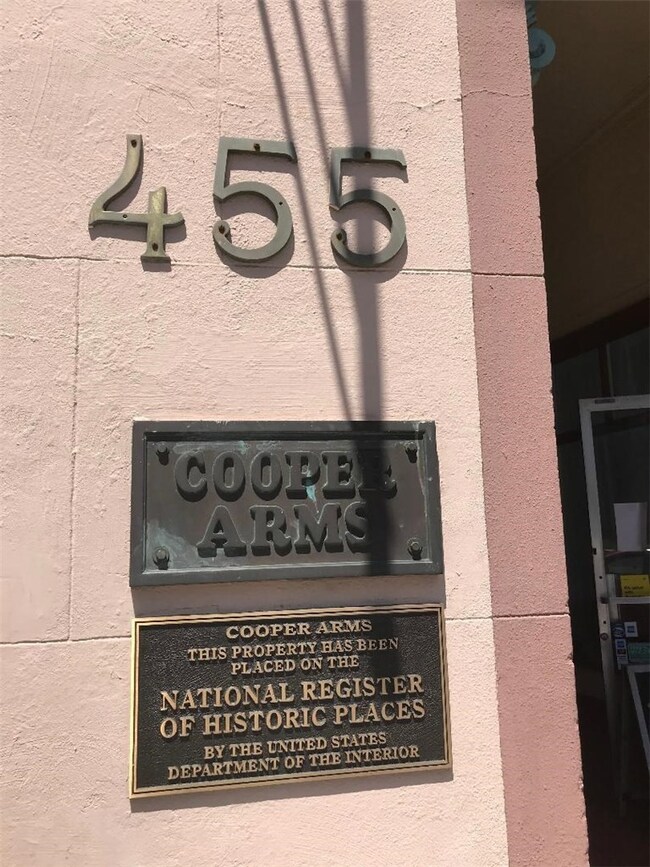 455
COOPER
ARMS
COOPER ARMS
THIS PROPERTY HAS BEEN
PLACED ON THE
NATIONAL REGISTER
OF HISTORIC PLACES
BY THE UNITED STATES
DEPARTMENT OF THE INTERIOR